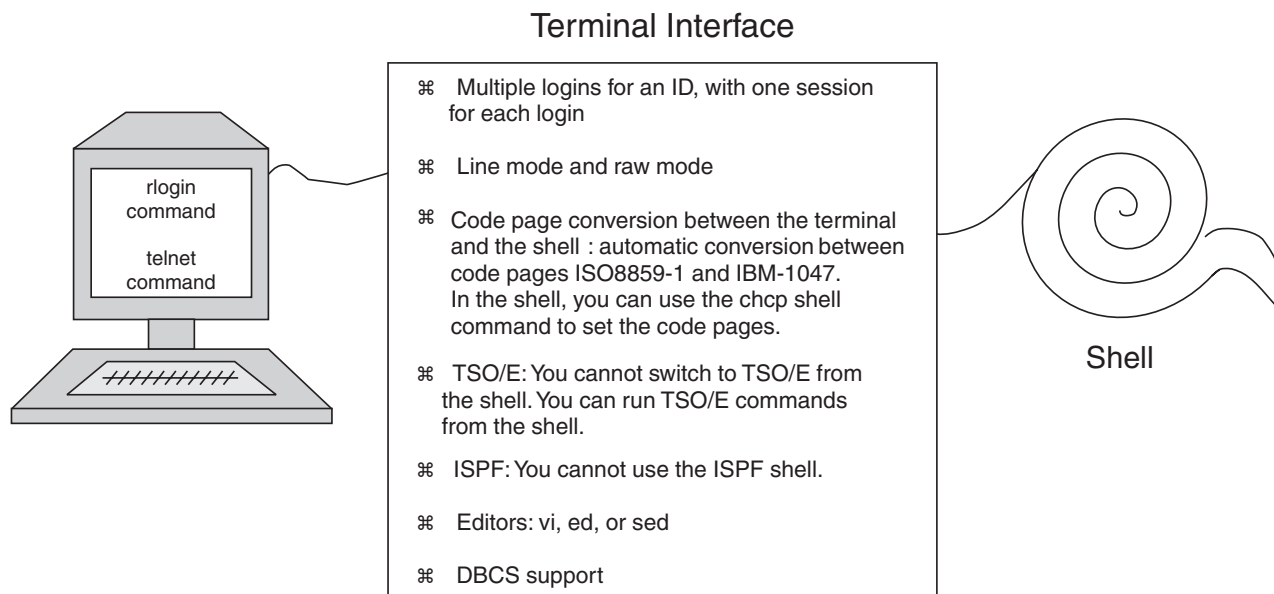 Terminal Interface
rlogin
command
telnet
command
⌘ Multiple logins for an ID, with one session
for each login
⌘ Line mode and raw mode
⌘ Code page conversion between the terminal
and the shell : automatic conversion between
code pages ISO8859-1 and IBM-1047.
In the shell, you can use the chcp shell
command to set the code pages.
⌘ TSO/E: You cannot switch to TSO/E from
the shell. You can run TSO/E commands
from the shell.
⌘ ISPF: You cannot use the ISPF shell.
⌘ Editors: vi, ed, or sed
⌘ DBCS support
Shell